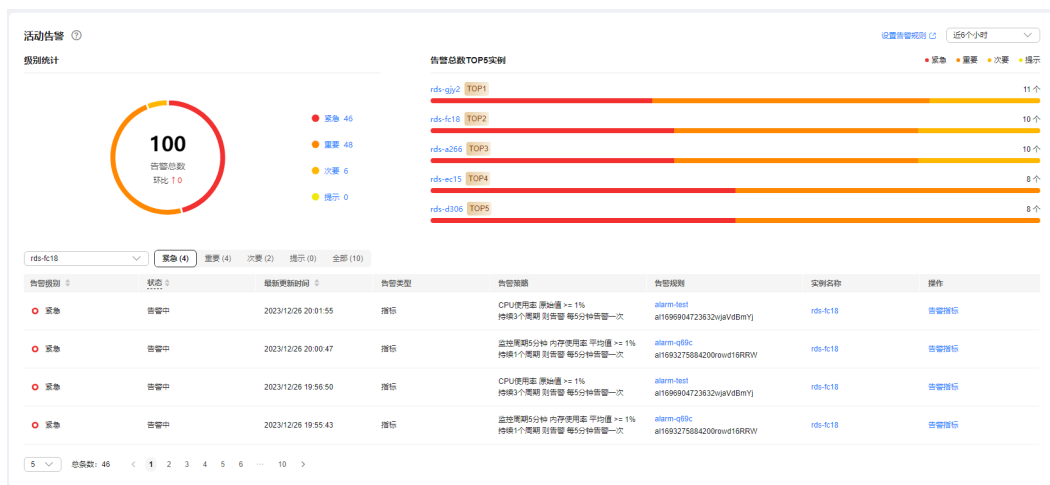 活动告警
设置告警规则
近6个小时
级别统计
告警总数TOP5实例
紧急 重要 次要 提示
100
告警总数
环比 ↑0
紧急 46
重要 48
次要 6
提示 0
rds-gjy2 TOP1 11 个
rds-fc18 TOP2 10 个
rds-a266 TOP3 10 个
rds-ec15 TOP4 8 个
rds-d306 TOP5 8 个
rds-fc18 紧急 (4) 重要 (4) 次要 (2) 提示 (0) 全部 (10)
告警级别 状态 最新更新时间 告警类型 告警策略 告警规则 实例名称 操作
紧急 告警中 2023/12/26 20:01:55 指标 CPU使用率 原始值 >= 1% alarm-test rds-fc18 告警指标
持续3个周期 则告警 每5分钟告警一次 al1696904723632wjaVdBmYj
紧急 告警中 2023/12/26 20:00:47 指标 监控周期5分钟 内存使用率 平均值 >= 1% alarm-q69c rds-fc18 告警指标
持续1个周期 则告警 每5分钟告警一次 al1693275884200rowd16RRW
紧急 告警中 2023/12/26 19:56:50 指标 CPU使用率 原始值 >= 1% alarm-test rds-fc18 告警指标
持续3个周期 则告警 每5分钟告警一次 al1696904723632wjaVdBmYj
紧急 告警中 2023/12/26 19:55:43 指标 监控周期5分钟 内存使用率 平均值 >= 1% alarm-q69c rds-fc18 告警指标
持续1个周期 则告警 每5分钟告警一次 al1693275884200rowd16RRW
5 总条数: 46 < 1 2 3 4 5 6 ··· 10 >